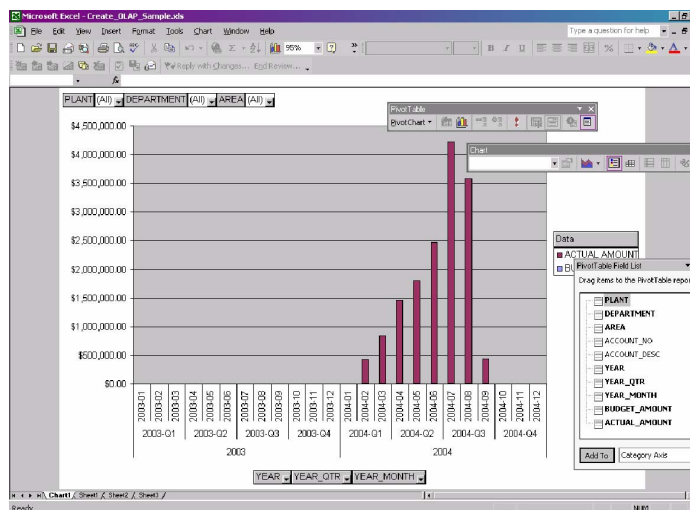 Microsoft Excel - Create_OLAP_Sample.xls
File Edit View Insert Format Tools Chart Window Help
Type a question for help
95%
Reply with Changes... End Review...
fx
PLANT (All) DEPARTMENT (All) AREA (All)
PivotTable
PivotChart
Chart
$4,500,000.00
$4,000,000.00
$3,500,000.00
$3,000,000.00
$2,500,000.00
$2,000,000.00
$1,500,000.00
$1,000,000.00
$500,000.00
$0.00
Data
ACTUAL AMOUNT
PivotTable Field List
Drag items to the PivotTable repor
PLANT
DEPARTMENT
AREA
ACCOUNT_NO
ACCOUNT_DESC
YEAR
YEAR_QTR
YEAR_MONTH
BUDGET_AMOUNT
ACTUAL_AMOUNT
Add To Category Axis
2003-01 2003-02 2003-03 2003-04 2003-05 2003-06 2003-07 2003-08 2003-09 2003-10 2003-11 2003-12 2004-01 2004-02 2004-03 2004-04 2004-05 2004-06 2004-07 2004-08 2004-09 2004-10 2004-11 2004-12
2003-Q1 2003-Q2 2003-Q3 2003-Q4 2004-Q1 2004-Q2 2004-Q3 2004-Q4
2003 2004
YEAR YEAR_QTR YEAR_MONTH
Chart1 Sheet1 Sheet2 Sheet3
Ready NUM